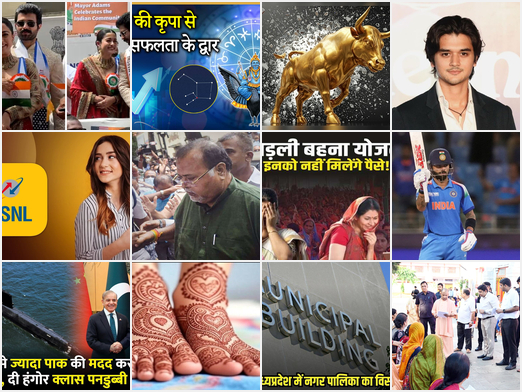 Mayor Adams
Celebrates the
Indian Community
की कृपा से
सफलता के द्वार
SNL
ड़ली बहना योज
इनको नहीं मिलेंगे पैसे!
INDIA
ज्यादा पाक की मदद कर
दी हंगोर क्लास पनडुब्बी
UNICIPAL
BUILDING
ध्यप्रदेश में नगर पालिका का विस